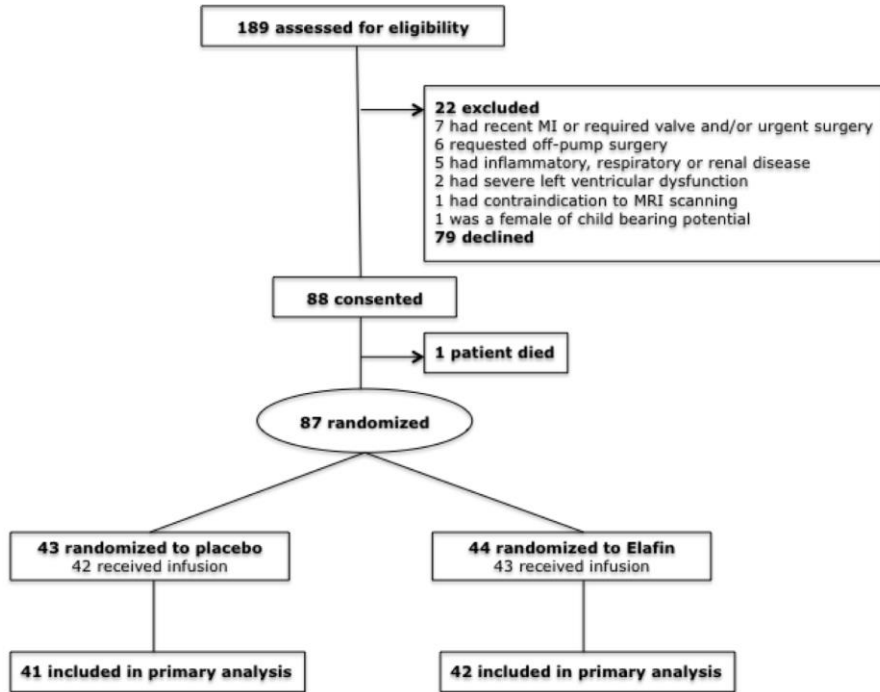 189 assessed for eligibility
22 excluded
7 had recent MI or required valve and/or urgent surgery
6 requested off-pump surgery
5 had inflammatory, respiratory or renal disease
2 had severe left ventricular dysfunction
1 had contraindication to MRI scanning
1 was a female of child bearing potential
79 declined
88 consented
1 patient died
87 randomized
43 randomized to placebo
42 received infusion
44 randomized to Elafin
43 received infusion
41 included in primary analysis
42 included in primary analysis